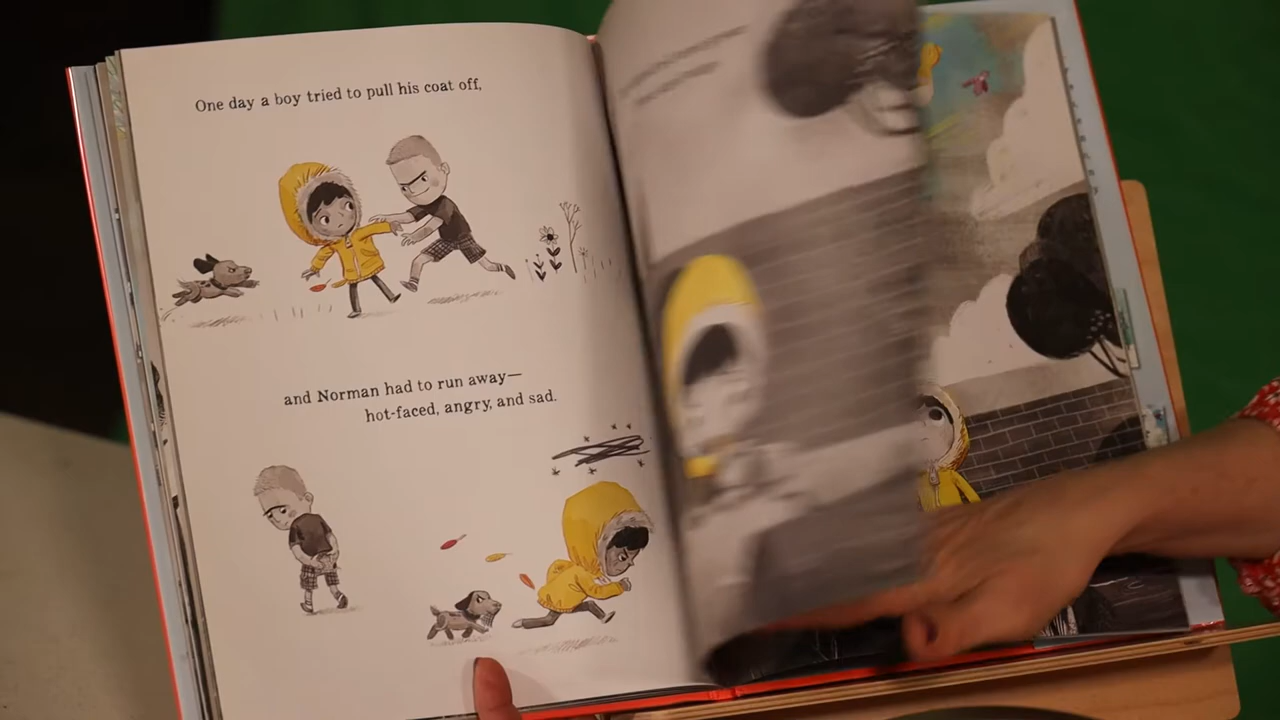 One day a boy tried to pull his coat off,
and Norman had to run away—
hot-faced, angry, and sad.